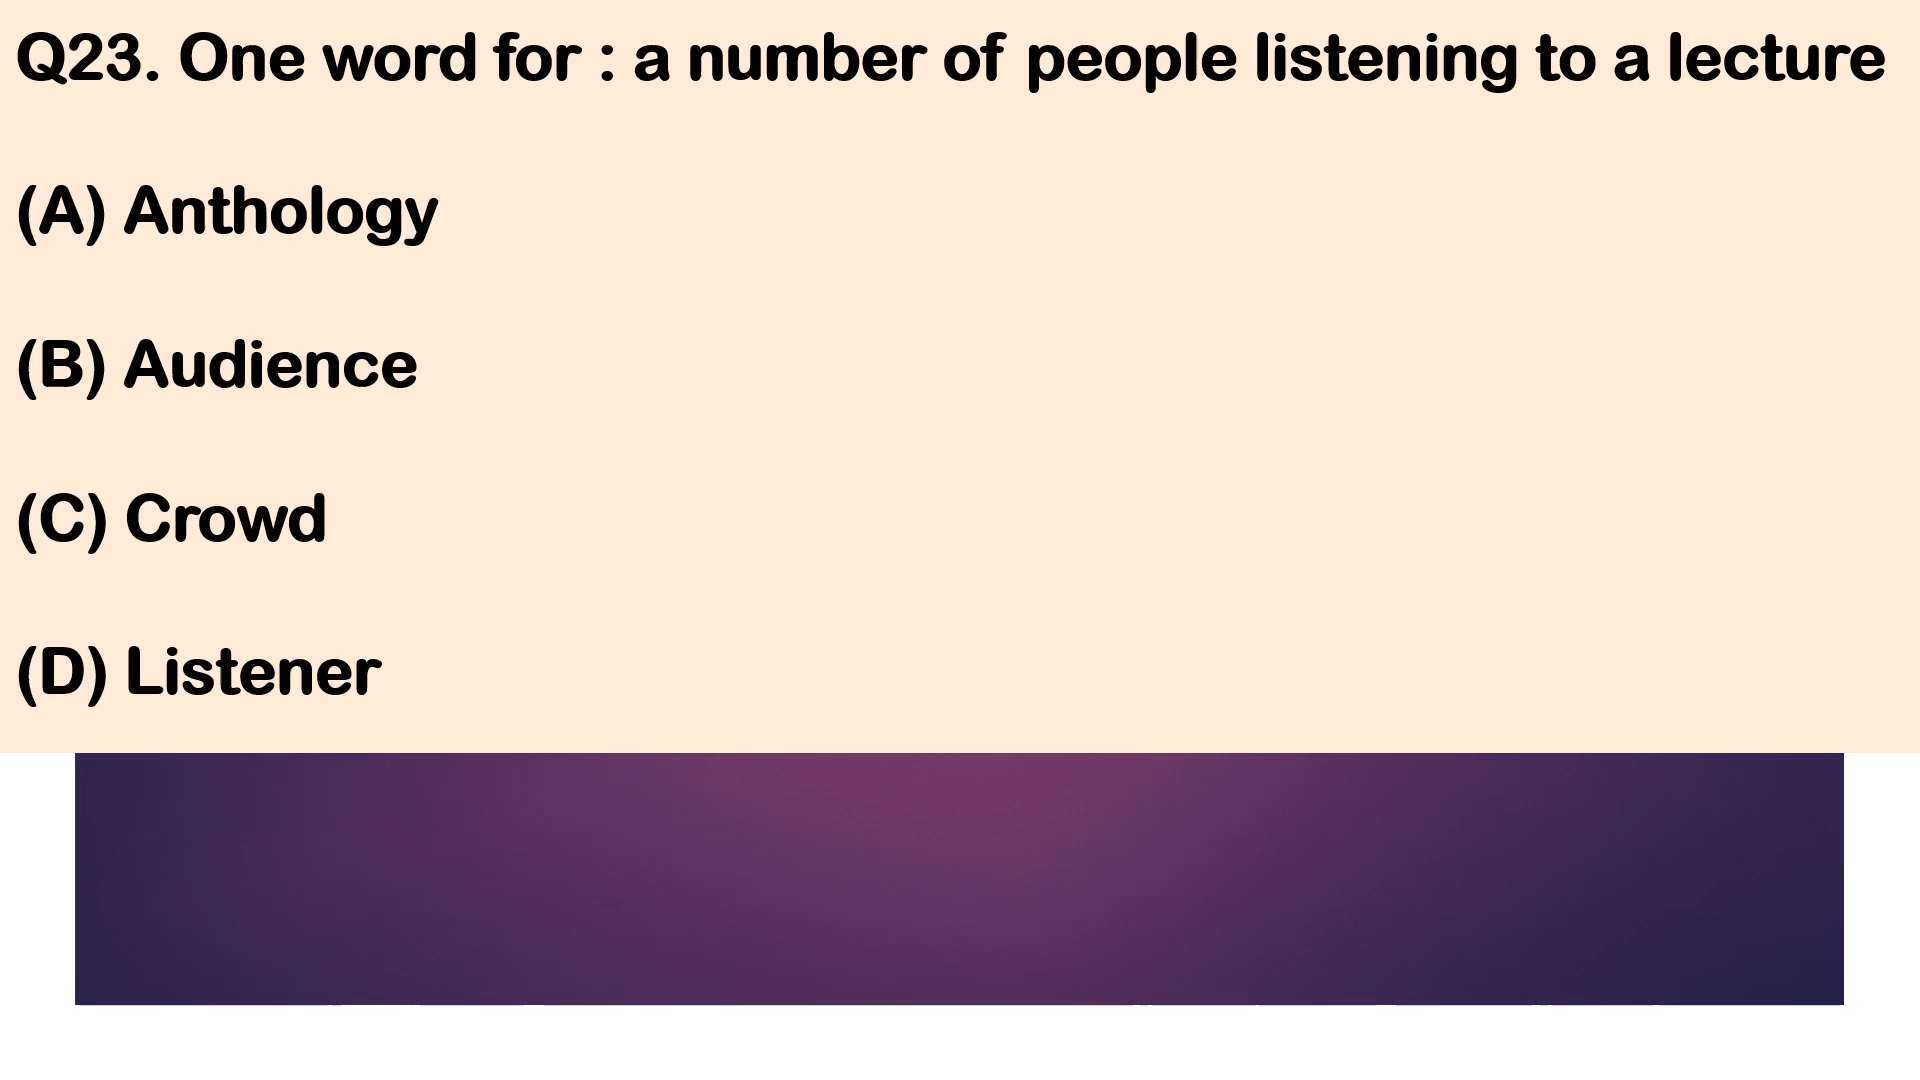 Q23. One word for : a number of people listening to a lecture
(A) Anthology
(B) Audience
(C) Crowd
(D) Listener